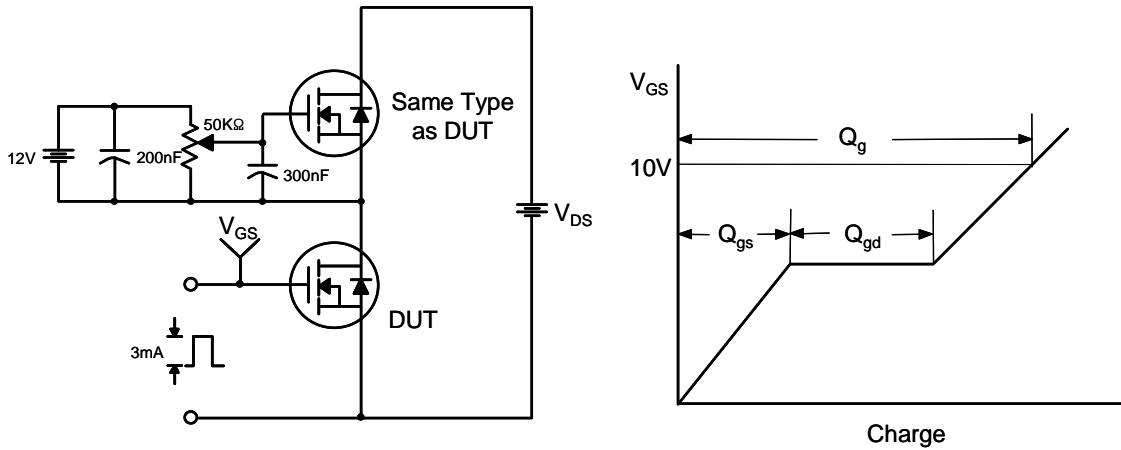 12V
200nF
50KΩ
300nF
Same Type
as DUT
V_GS
DUT
3mA
V_DS
V_GS
Q_g
10V
Q_gs
Q_gd
Charge